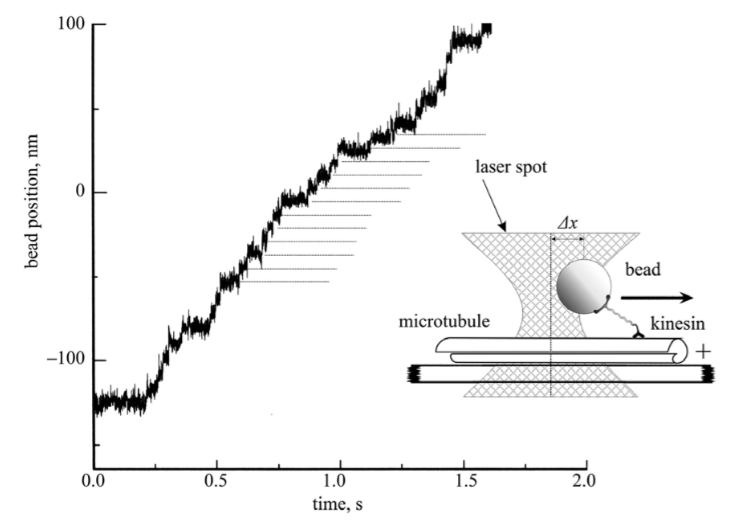 100
0
−100
bead position, nm
0.0
0.5
1.0
1.5
2.0
time, s
laser spot
Δx
bead
microtubule
kinesin
+